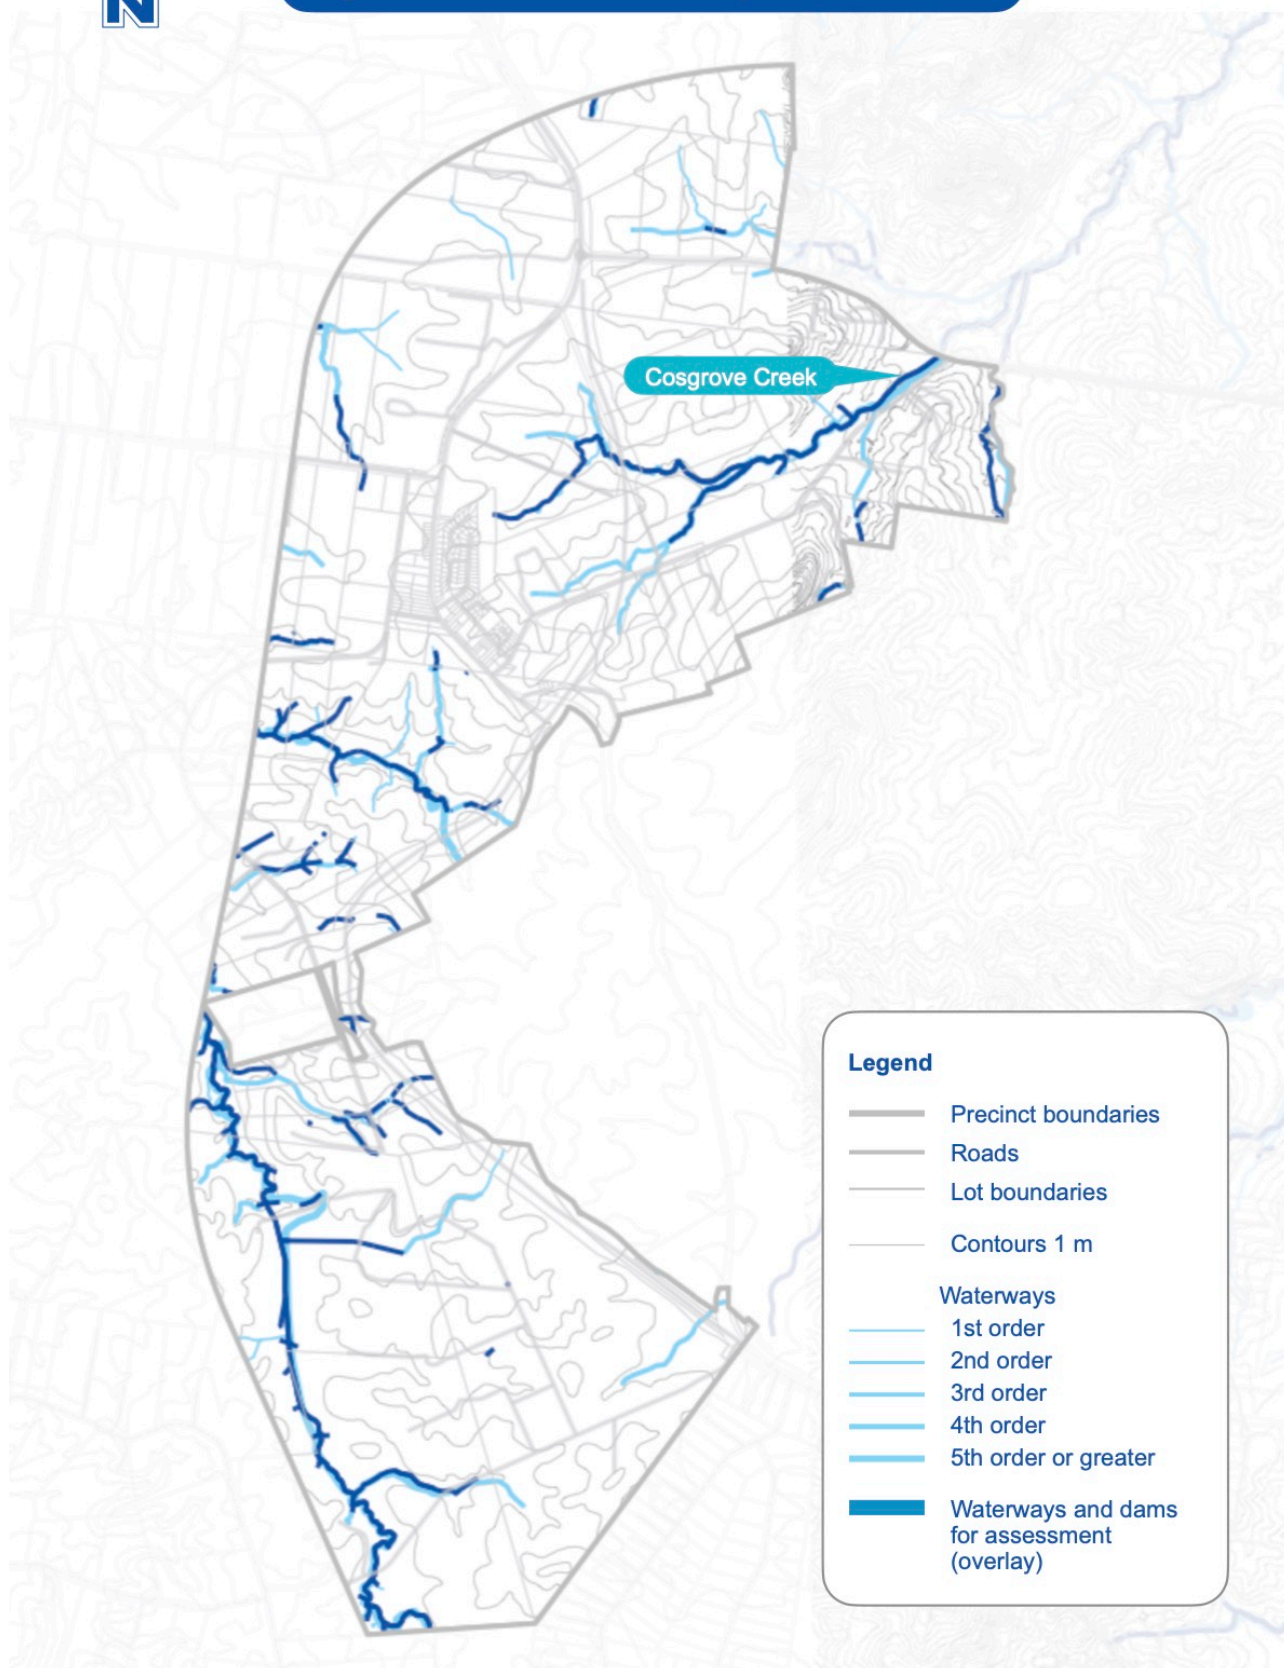 N
Cosgrove Creek
Legend
Precinct boundaries
Roads
Lot boundaries
Contours 1 m
Waterways
1st order
2nd order
3rd order
4th order
5th order or greater
Waterways and dams
for assessment
(overlay)